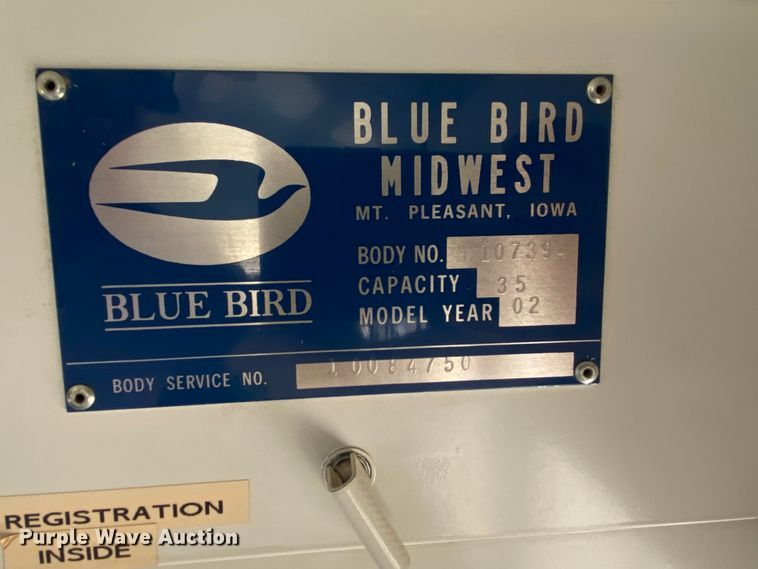 BLUE BIRD
MIDWEST
MT. PLEASANT, IOWA
BODY NO.
CAPACITY 35
MODEL YEAR 02
BLUE BIRD
BODY SERVICE NO. 10084750
REGISTRATION
INSIDE
Purple Wave Auction